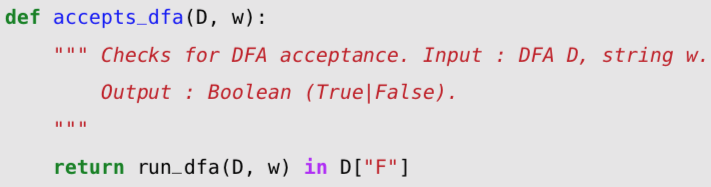 def accepts_dfa(D, w):
    """ Checks for DFA acceptance. Input : DFA D, string w.
        Output : Boolean (True|False).
    """
    return run_dfa(D, w) in D["F"]